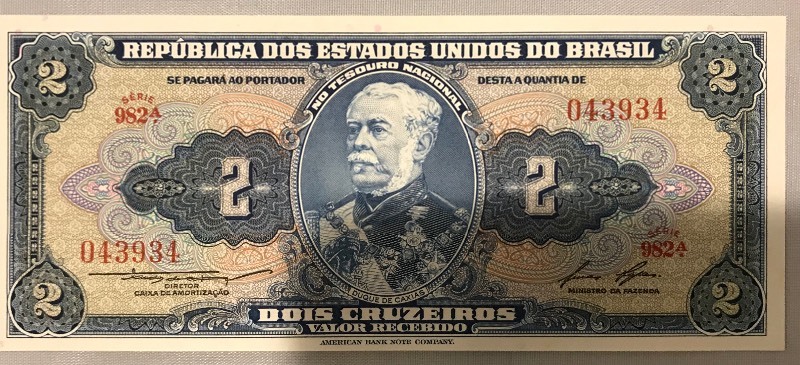 REPÚBLICA DOS ESTADOS UNIDOS DO BRASIL
2
2
SE PAGARÁ AO PORTADOR
NO TESOURO NACIONAL
DESTA A QUANTIA DE
SÉRIE
982A
043934
2
2
043934
SÉRIE
982A
DIRETOR
CAIXA DE AMORTIZAÇÃO
DUQUE DE CAXIAS
MINISTRO DA FAZENDA
2
2
DOIS CRUZEIROS
VALOR RECEBIDO
AMERICAN BANK NOTE COMPANY.